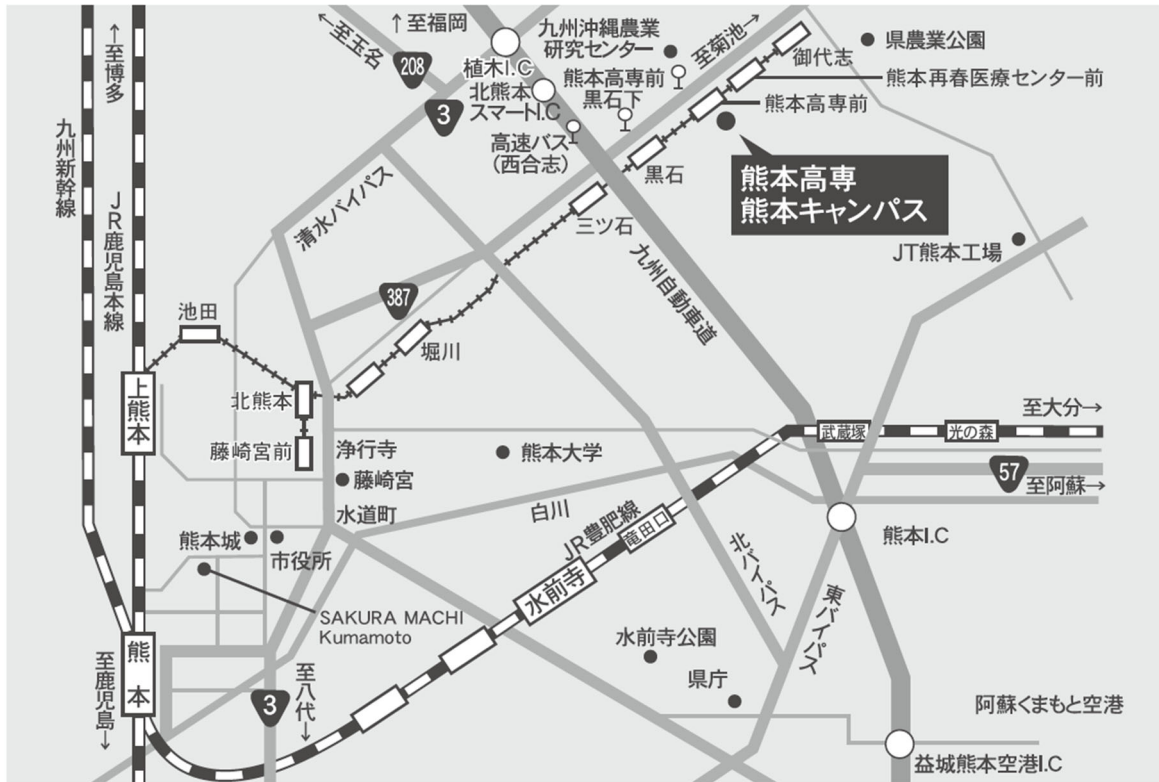 ↑至博多
九州新幹線
JR鹿児島本線
↑至玉名
↑至福岡
208
3
植木I.C
北熊本
スマートI.C
九州沖縄農業
研究センター
熊本高専前
黒石下
高速バス
(西合志)
至菊池→
御代志
県農業公園
熊本再春医療センター前
熊本高専前
黒石
熊本高専
熊本キャンパス
三ツ石
清水バイパス
九州自動車道
JT熊本工場
387
池田
堀川
上熊本
北熊本
藤崎宮前
浄行寺
藤崎宮
熊本大学
水道町
白川
JR豊肥線
竜田口
水前寺
武蔵塚
光の森
至大分→
57
至阿蘇→
熊本I.C
熊本城
市役所
SAKURA MACHI
Kumamoto
北バイパス
東バイパス
水前寺公園
県庁
熊本
至鹿児島→
3
至八代→
阿蘇くまもと空港
益城熊本空港I.C